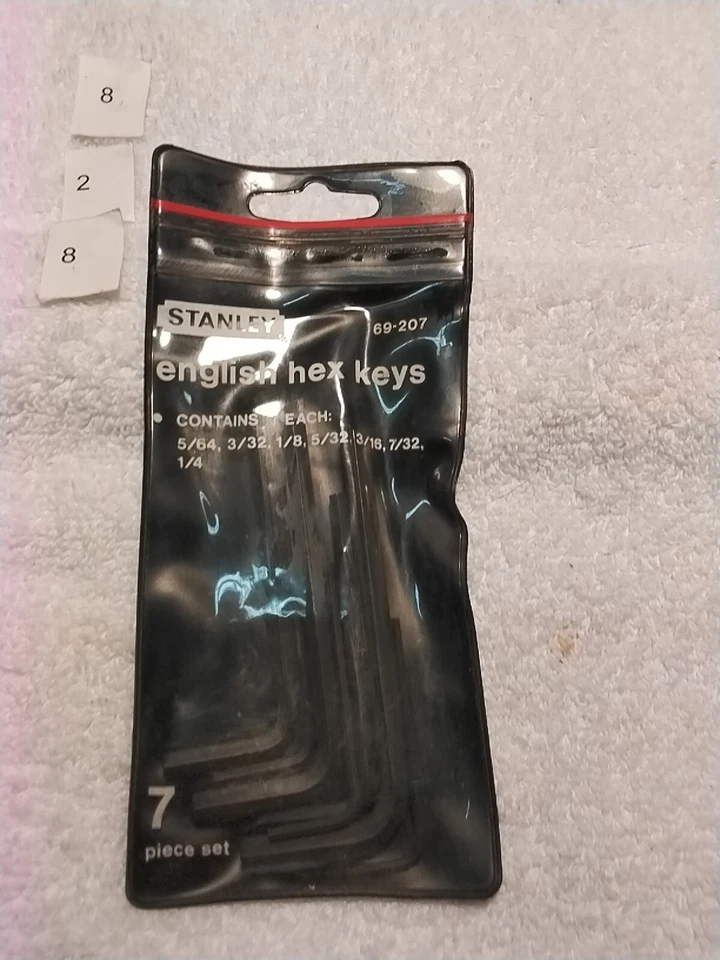 8
2
8
STANLEY
69-207
english hex keys
• CONTAINS EACH:
5/64, 3/32, 1/8, 5/32, 3/16, 7/32,
1/4
7
piece set